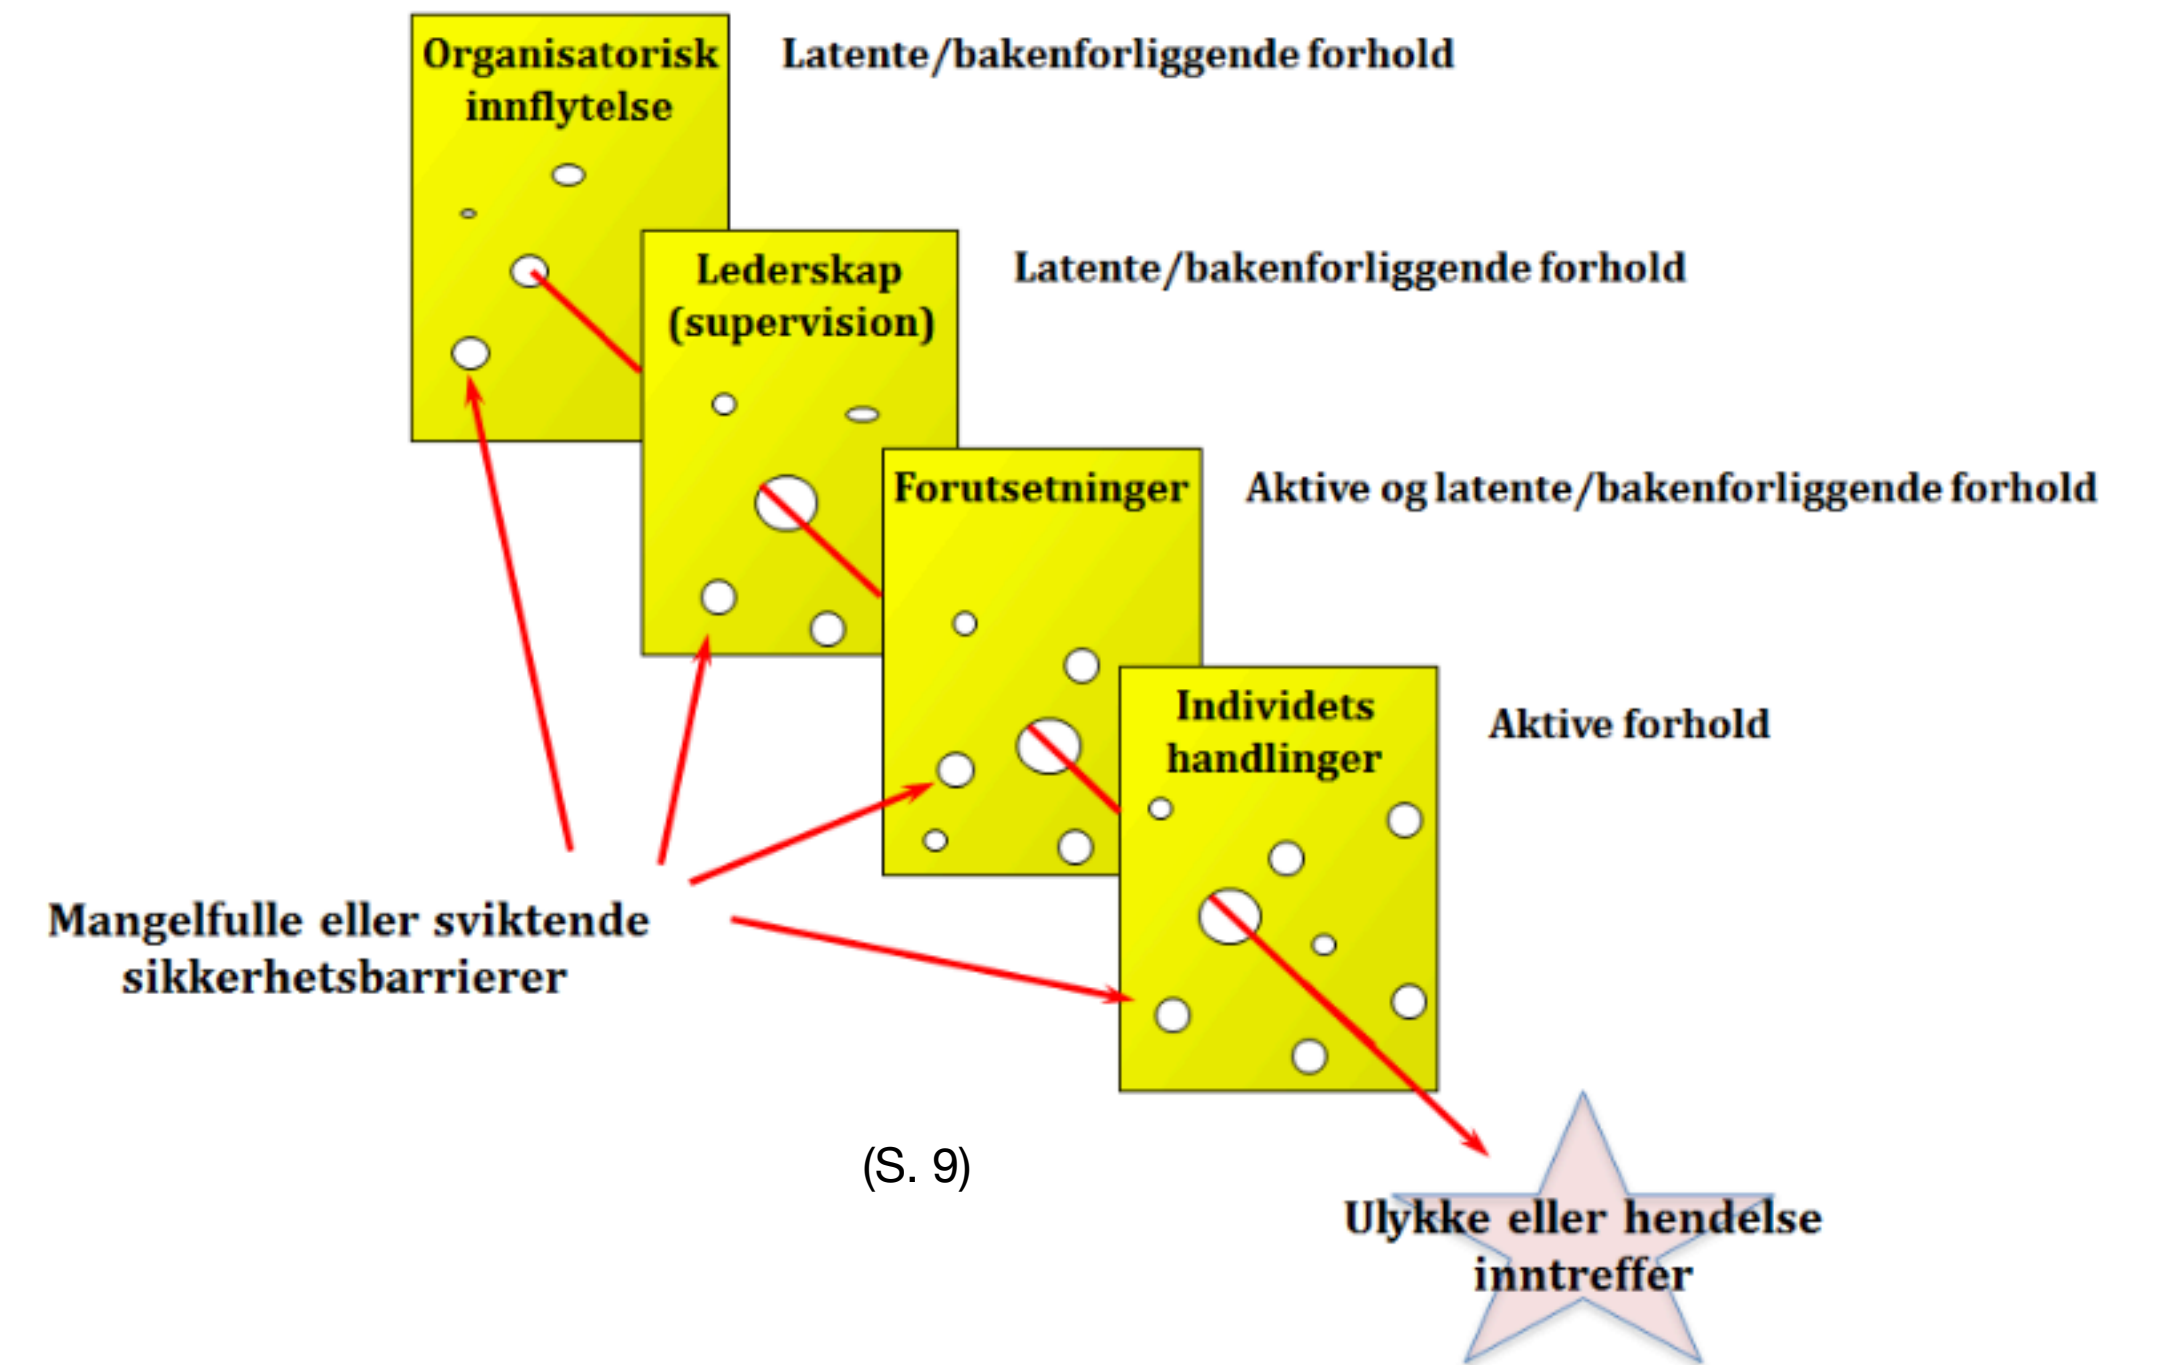 Organisatorisk
innflytelse
Latente/bakenforliggende forhold
Lederskap
(supervision)
Latente/bakenforliggende forhold
Forutsetninger
Aktive og latente/bakenforliggende forhold
Individets
handlinger
Aktive forhold
Mangelfulle eller sviktende
sikkerhetsbarrierer
(S. 9)
Ulykke eller hendelse
inntreffer